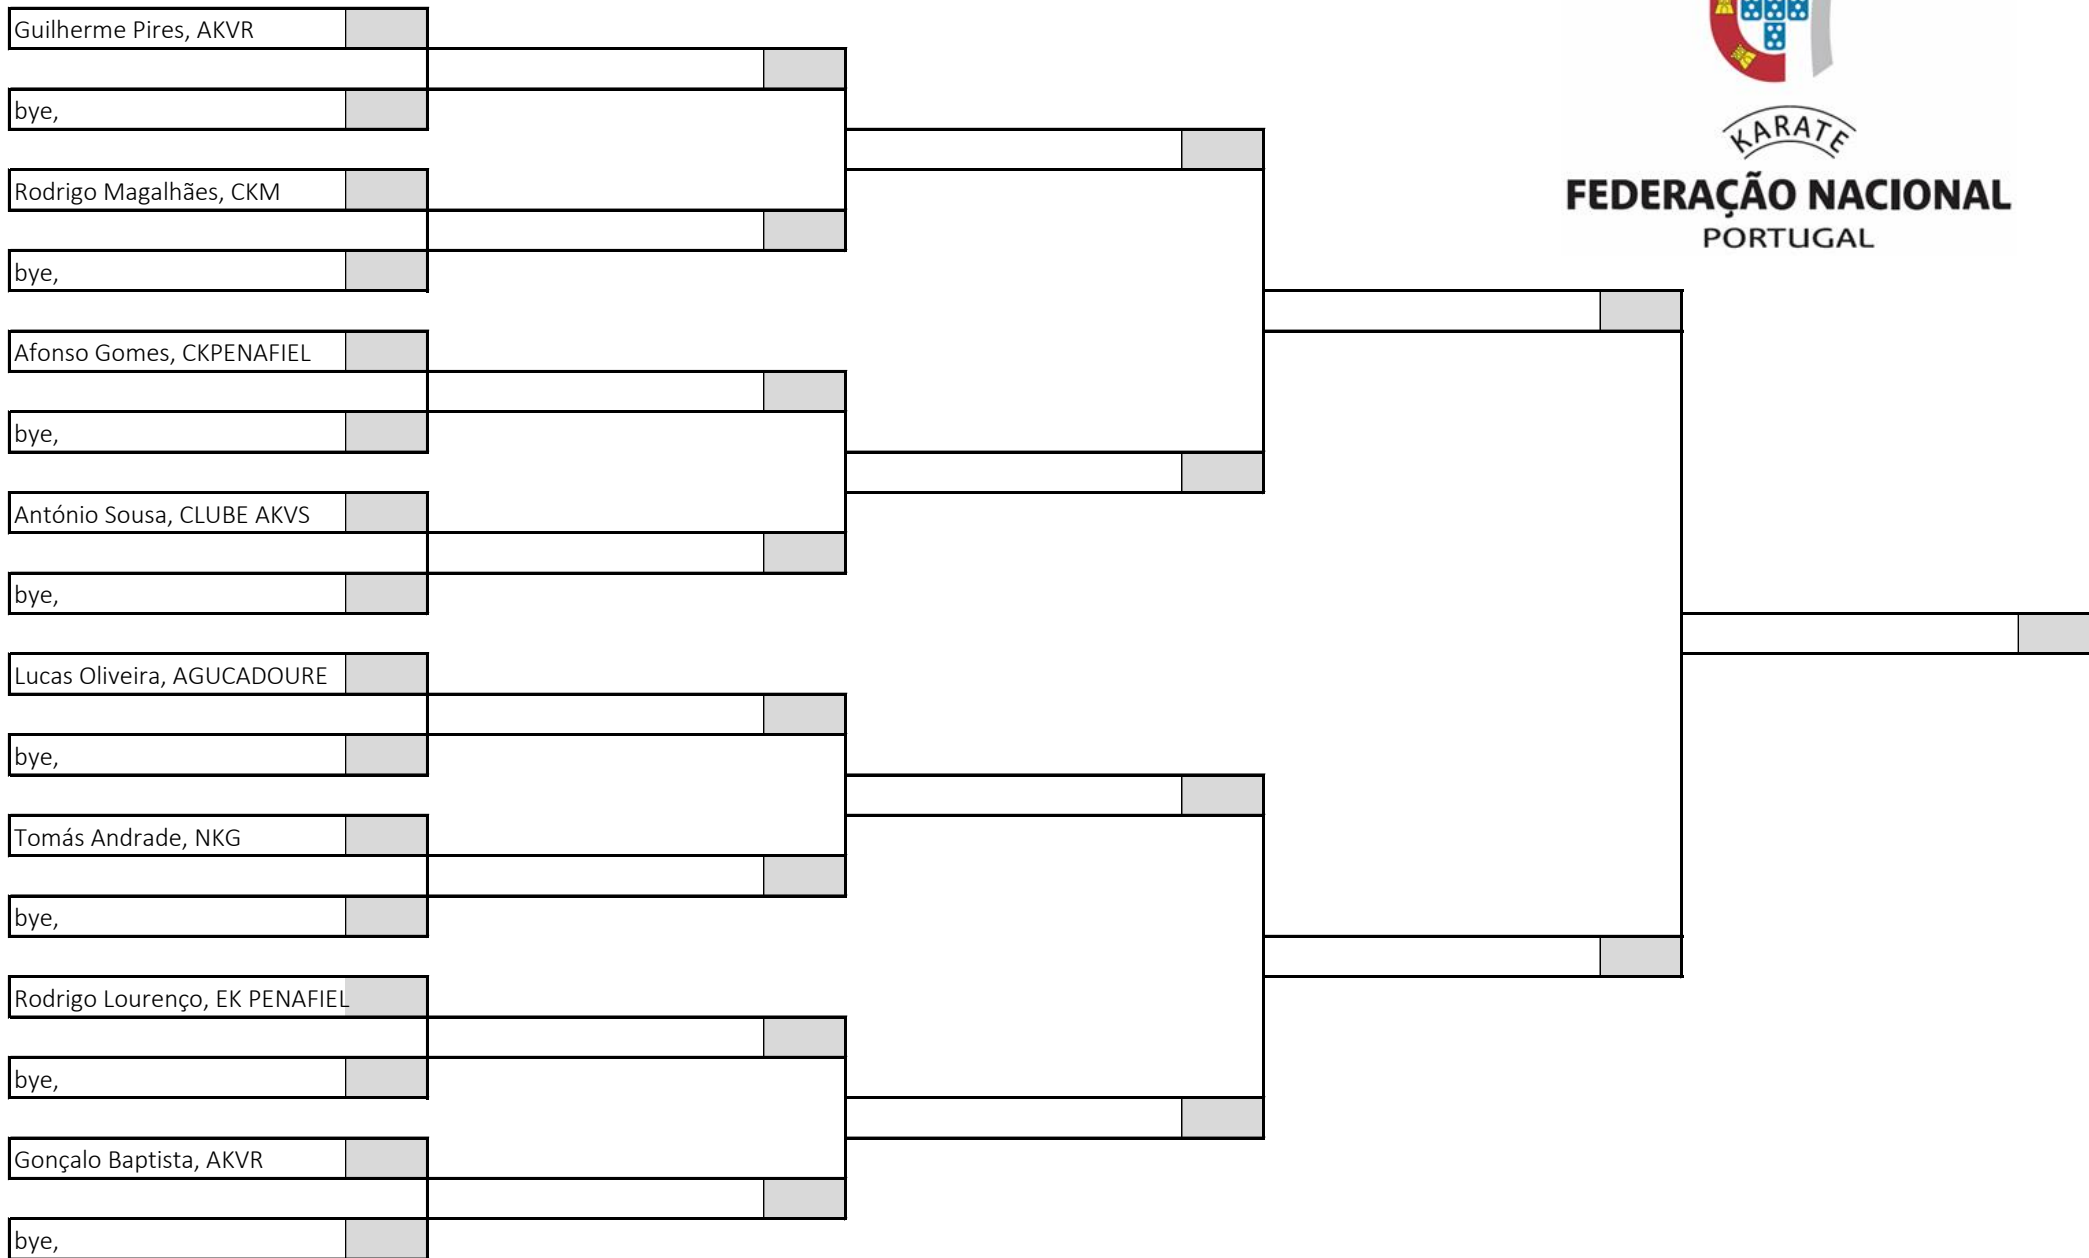 Guilherme Pires, AKVR
bye,
KARATE
FEDERAÇÃO NACIONAL
PORTUGAL
Rodrigo Magalhães, CKM
bye,
Afonso Gomes, CKPENAFIEL
bye,
António Sousa, CLUBE AKVS
bye,
Lucas Oliveira, AGUCADOURE
bye,
Tomás Andrade, NKG
bye,
Rodrigo Lourenço, EK PENAFIEL
bye,
Gonçalo Baptista, AKVR
bye,